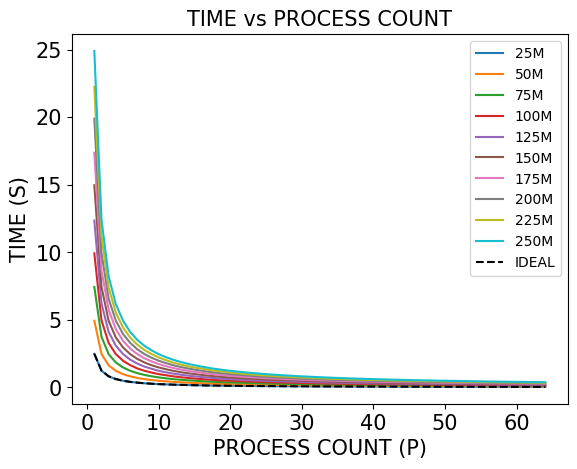 TIME vs PROCESS COUNT
25
20
15
10
5
0
TIME (S)
0 10 20 30 40 50 60
PROCESS COUNT (P)
25M
50M
75M
100M
125M
150M
175M
200M
225M
250M
IDEAL